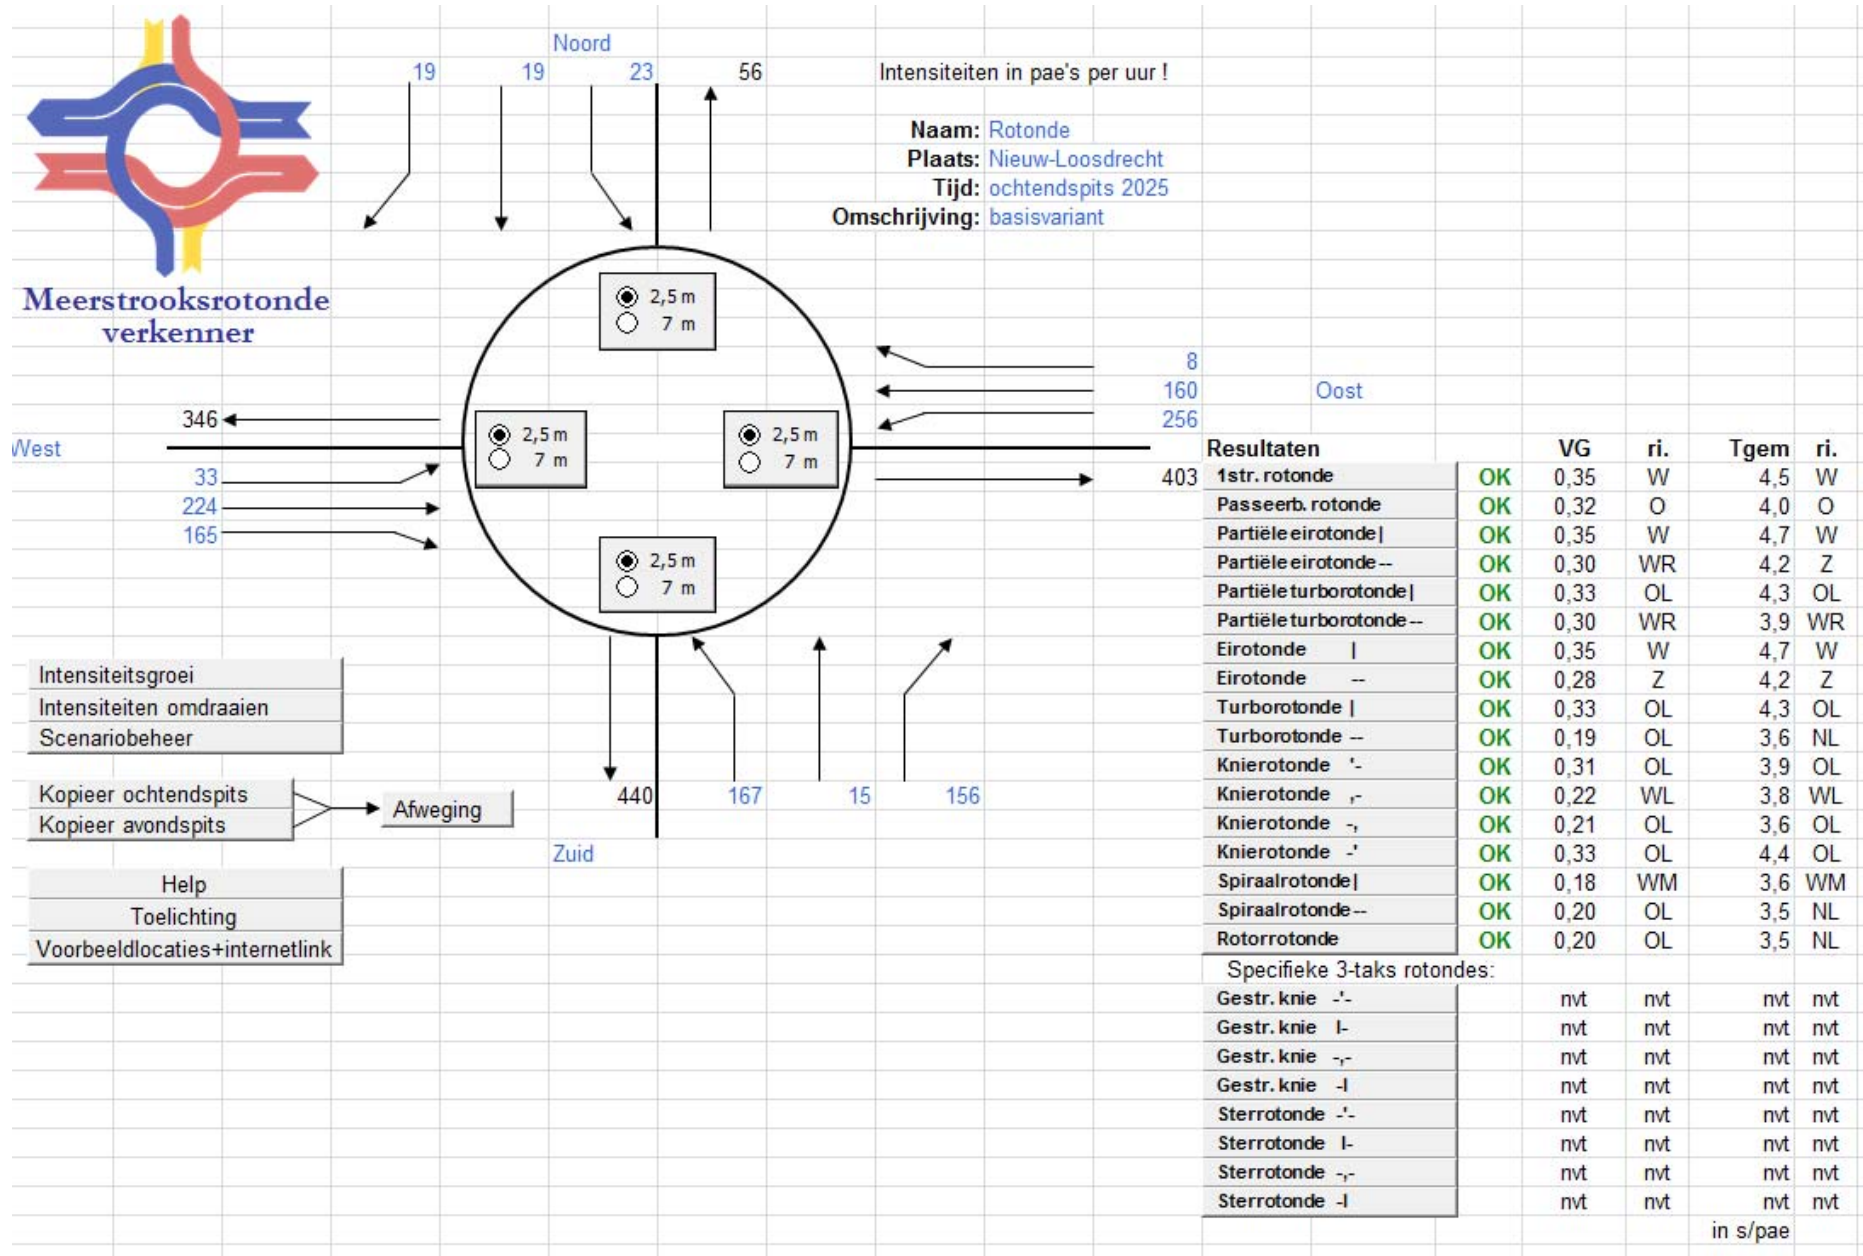 Noord
19 19 23 56 Intensiteiten in pae's per uur !
Naam: Rotonde
Plaats: Nieuw-Loosdrecht
Tijd: ochtendspits 2025
Omschrijving: basisvariant
Meerstrooksrotonde
verkenner
2,5 m
7 m
8
160 Oost
256
346
West
33
224
165
2,5 m
7 m
2,5 m
7 m
403
2,5 m
7 m
440 167 15 156
Zuid
Intensiteitsgroei
Intensiteiten omdraaien
Scenariobeheer
Kopieer ochtendspits
Kopieer avondspits
Afweging
Help
Toelichting
Voorbeeldlocaties+internetlink
Resultaten VG ri. Tgem ri.
1str. rotonde OK 0,35 W 4,5 W
Passeerb. rotonde OK 0,32 O 4,0 O
Partiële eirotonde | OK 0,35 W 4,7 W
Partiële eirotonde -- OK 0,30 WR 4,2 Z
Partiële turborotonde | OK 0,33 OL 4,3 OL
Partiële turborotonde -- OK 0,30 WR 3,9 WR
Eirotonde | OK 0,35 W 4,7 W
Eirotonde -- OK 0,28 Z 4,2 Z
Turborotonde | OK 0,33 OL 4,3 OL
Turborotonde -- OK 0,19 OL 3,6 NL
Knierotonde '- OK 0,31 OL 3,9 OL
Knierotonde ,- OK 0,22 WL 3,8 WL
Knierotonde -, OK 0,21 OL 3,6 OL
Knierotonde -' OK 0,33 OL 4,4 OL
Spiraalrotonde | OK 0,18 WM 3,6 WM
Spiraalrotonde -- OK 0,20 OL 3,5 NL
Rotorrotonde OK 0,20 OL 3,5 NL
Specifieke 3-taks rotondes:
Gestr. knie -'- nvt nvt nvt nvt
Gestr. knie I- nvt nvt nvt nvt
Gestr. knie -,- nvt nvt nvt nvt
Gestr. knie -I nvt nvt nvt nvt
Sterrotonde -'- nvt nvt nvt nvt
Sterrotonde I- nvt nvt nvt nvt
Sterrotonde -,- nvt nvt nvt nvt
Sterrotonde -I nvt nvt nvt nvt
in s/pae